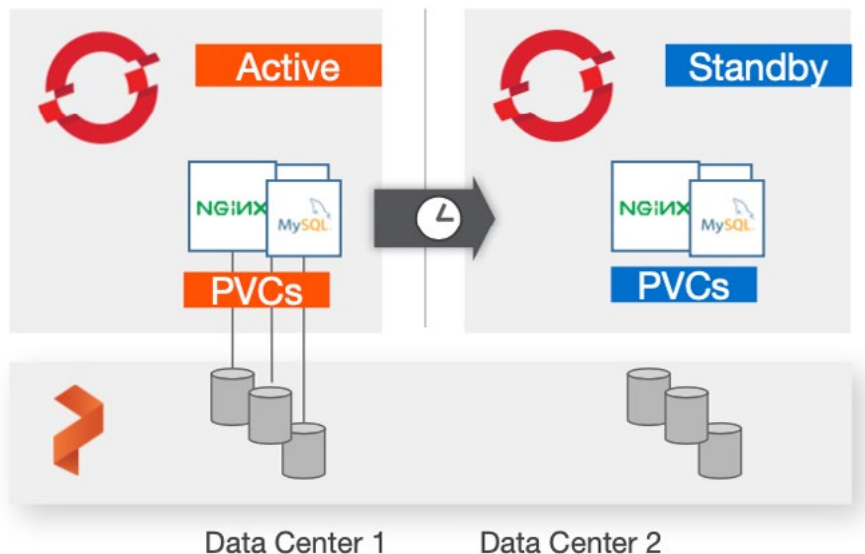 Active
Standby
NGINX
MySQL
NGINX
MySQL
PVCs
PVCs
Data Center 1
Data Center 2